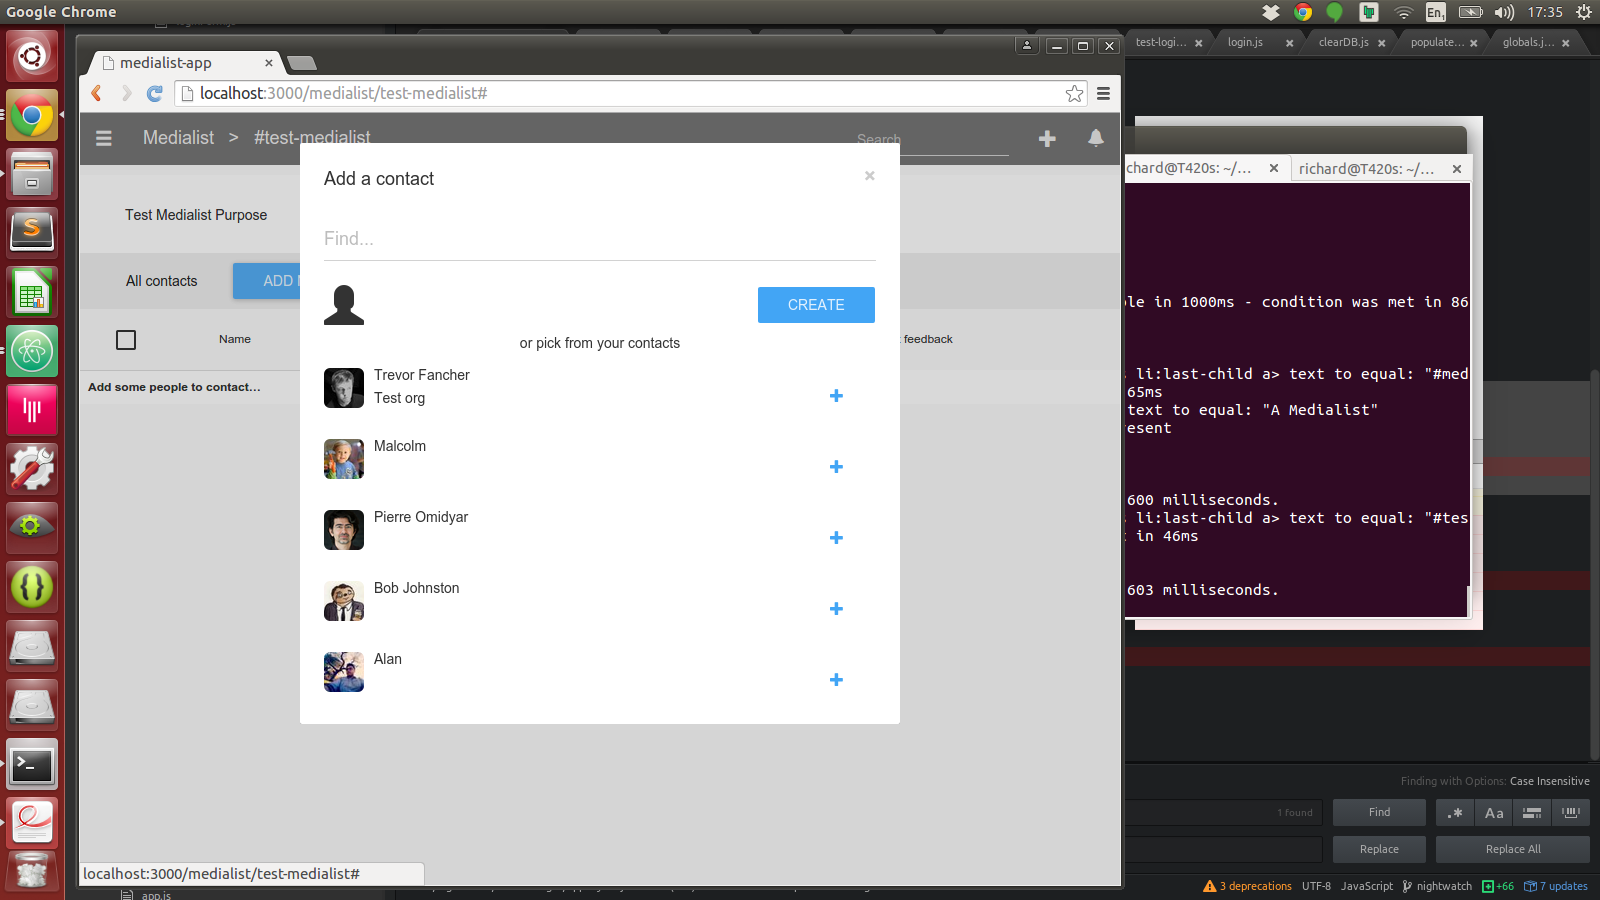 Google Chrome
En1
17:35
medialist-app
localhost:3000/medialist/test-medialist#
Medialist > #test-medialist
Search
Test Medialist Purpose
All contacts
ADD
Name
feedback
Add some people to contact...
Add a contact
×
Find...
CREATE
or pick from your contacts
Trevor Fancher
Test org
Malcolm
Pierre Omidyar
Bob Johnston
Alan
localhost:3000/medialist/test-medialist#
app.js
test-logi...
login.js
clearDB.js
populate...
globals.j...
chard@T420s: ~/...
richard@T420s: ~/...
le in 1000ms - condition was met in 86
li:last-child a> text to equal: "#med
65ms
text to equal: "A Medialist"
esent
600 milliseconds.
li:last-child a> text to equal: "#tes
in 46ms
603 milliseconds.
Finding with Options: Case Insensitive
1 found
Find
.*
Aa
Replace
Replace All
3 deprecations
UTF-8
JavaScript
nightwatch
+66
7 updates